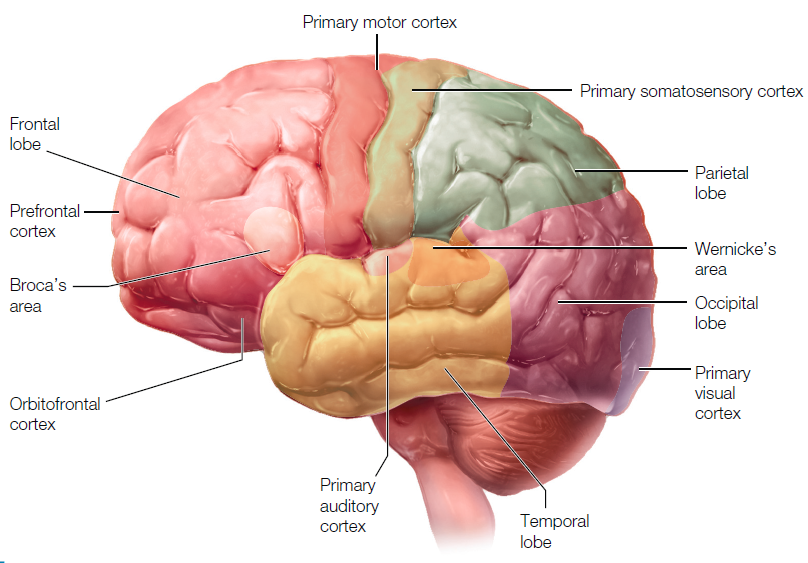 Primary motor cortex
Primary somatosensory cortex
Frontal
lobe
Parietal
lobe
Prefrontal
cortex
Wernicke's
area
Broca's
area
Occipital
lobe
Primary
visual
cortex
Orbitofrontal
cortex
Primary
auditory
cortex
Temporal
lobe